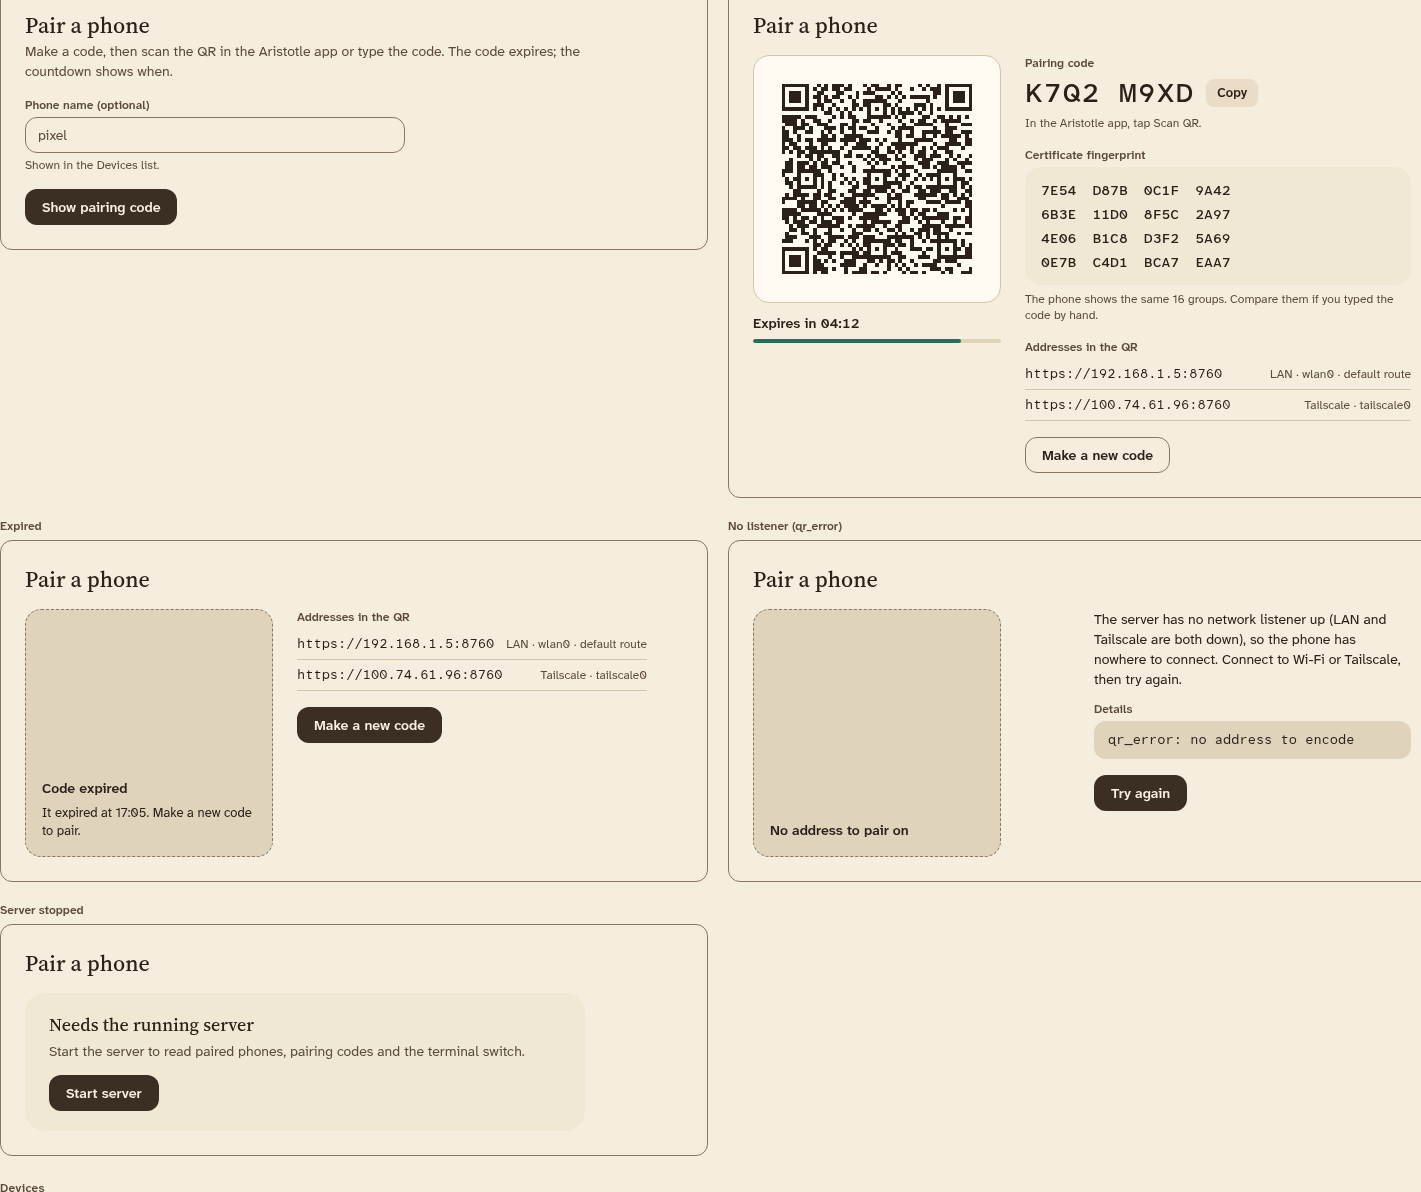 Pair a phone
Make a code, then scan the QR in the Aristotle app or type the code. The code expires; the
countdown shows when.
Phone name (optional)
pixel
Shown in the Devices list.
Show pairing code
Pair a phone
Expires in 04:12
Pairing code
K7Q2 M9XD
Copy
In the Aristotle app, tap Scan QR.
Certificate fingerprint
7E54 D87B 0C1F 9A42
6B3E 11D0 8F5C 2A97
4E06 B1C8 D3F2 5A69
0E7B C4D1 BCA7 EAA7
The phone shows the same 16 groups. Compare them if you typed the
code by hand.
Addresses in the QR
https://192.168.1.5:8760 LAN · wlan0 · default route
https://100.74.61.96:8760 Tailscale · tailscale0
Make a new code
Expired
Pair a phone
Code expired
It expired at 17:05. Make a new code
to pair.
Addresses in the QR
https://192.168.1.5:8760 LAN · wlan0 · default route
https://100.74.61.96:8760 Tailscale · tailscale0
Make a new code
No listener (qr_error)
Pair a phone
No address to pair on
The server has no network listener up (LAN and
Tailscale are both down), so the phone has
nowhere to connect. Connect to Wi-Fi or Tailscale,
then try again.
Details
qr_error: no address to encode
Try again
Server stopped
Pair a phone
Needs the running server
Start the server to read paired phones, pairing codes and the terminal switch.
Start server
Devices